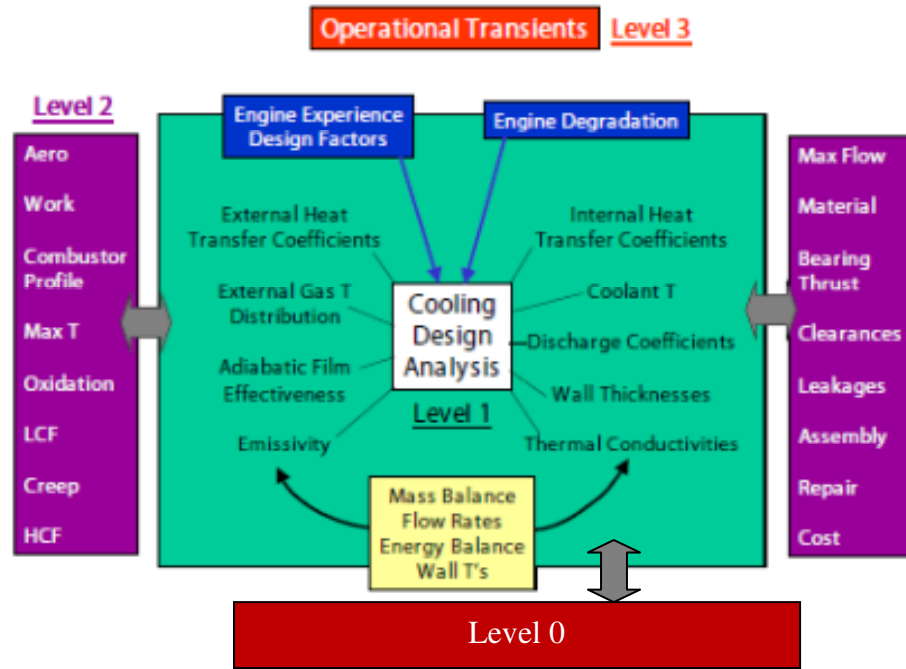 Operational Transients
Level 3
Level 2
Engine Experience
Design Factors
Engine Degradation
Aero
Work
Combustor
Profile
Max T
Oxidation
LCF
Creep
HCF
External Heat
Transfer Coefficients
External Gas T
Distribution
Adiabatic Film
Effectiveness
Emissivity
Cooling
Design
Analysis
Level 1
Internal Heat
Transfer Coefficients
Coolant T
Discharge Coefficients
Wall Thicknesses
Thermal Conductivities
Max Flow
Material
Bearing
Thrust
Clearances
Leakages
Assembly
Repair
Cost
Mass Balance
Flow Rates
Energy Balance
Wall T's
Level 0